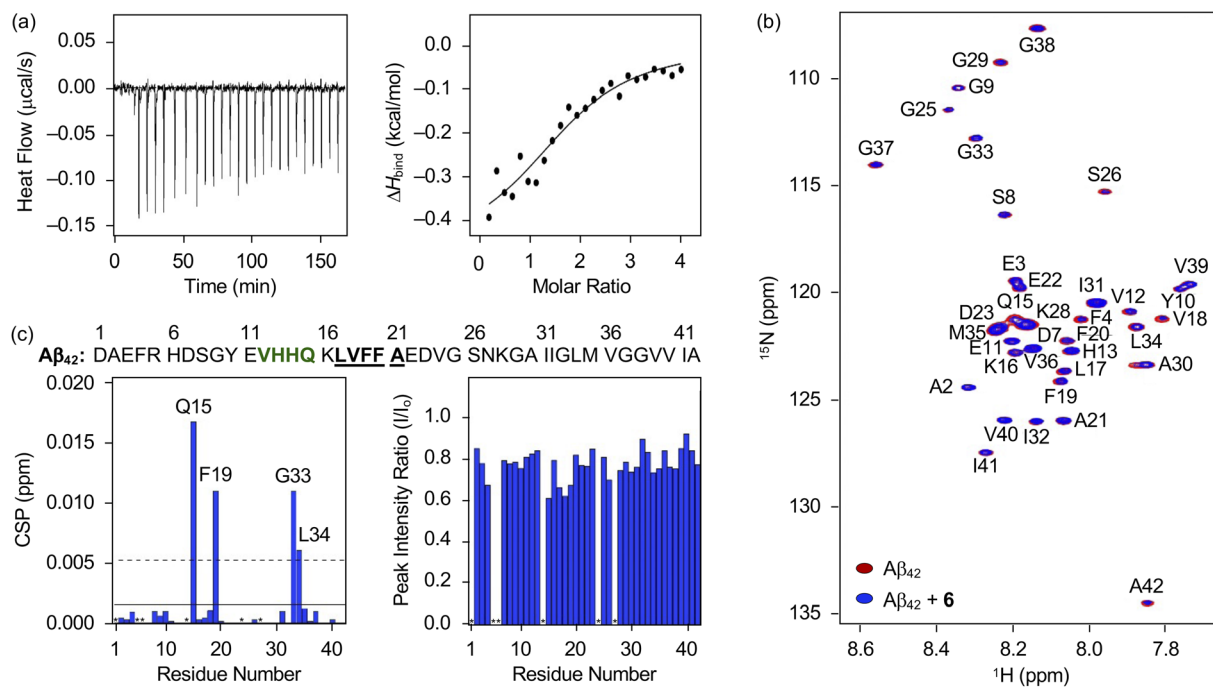 (a)
0.05
0.00
−0.05
−0.10
−0.15
Heat Flow (μcal/s)
0 50 100 150
Time (min)
0.0
−0.1
−0.2
−0.3
−0.4
ΔHbind (kcal/mol)
0 1 2 3 4
Molar Ratio
(b)
110
115
120
125
130
135
15N (ppm)
G38
G29
G9
G25
G33
G37
S26
S8
E3
E22
I31
V39
Q15
K28
V12
Y10
D23
F4
V18
M35
D7
F20
L34
E11
H13
K16
V36
L17
A30
A2
F19
V40
I32
A21
I41
A42
Aβ42
Aβ42 + 6
8.6 8.4 8.2 8.0 7.8
1H (ppm)
(c)
1 6 11 16 21 26 31 36 41
Aβ42: DAEFR HDSGY EVHHQ KLVFF AEDVG SNKGA IIGLM VGGVV IA
0.020
0.015
0.010
0.005
0.000
CSP (ppm)
Q15
F19
G33
L34
* ** * * *
1 10 20 30 40
Residue Number
1.0
0.8
0.6
0.4
0.2
0.0
Peak Intensity Ratio (I/Io)
* ** * * *
1 10 20 30 40
Residue Number